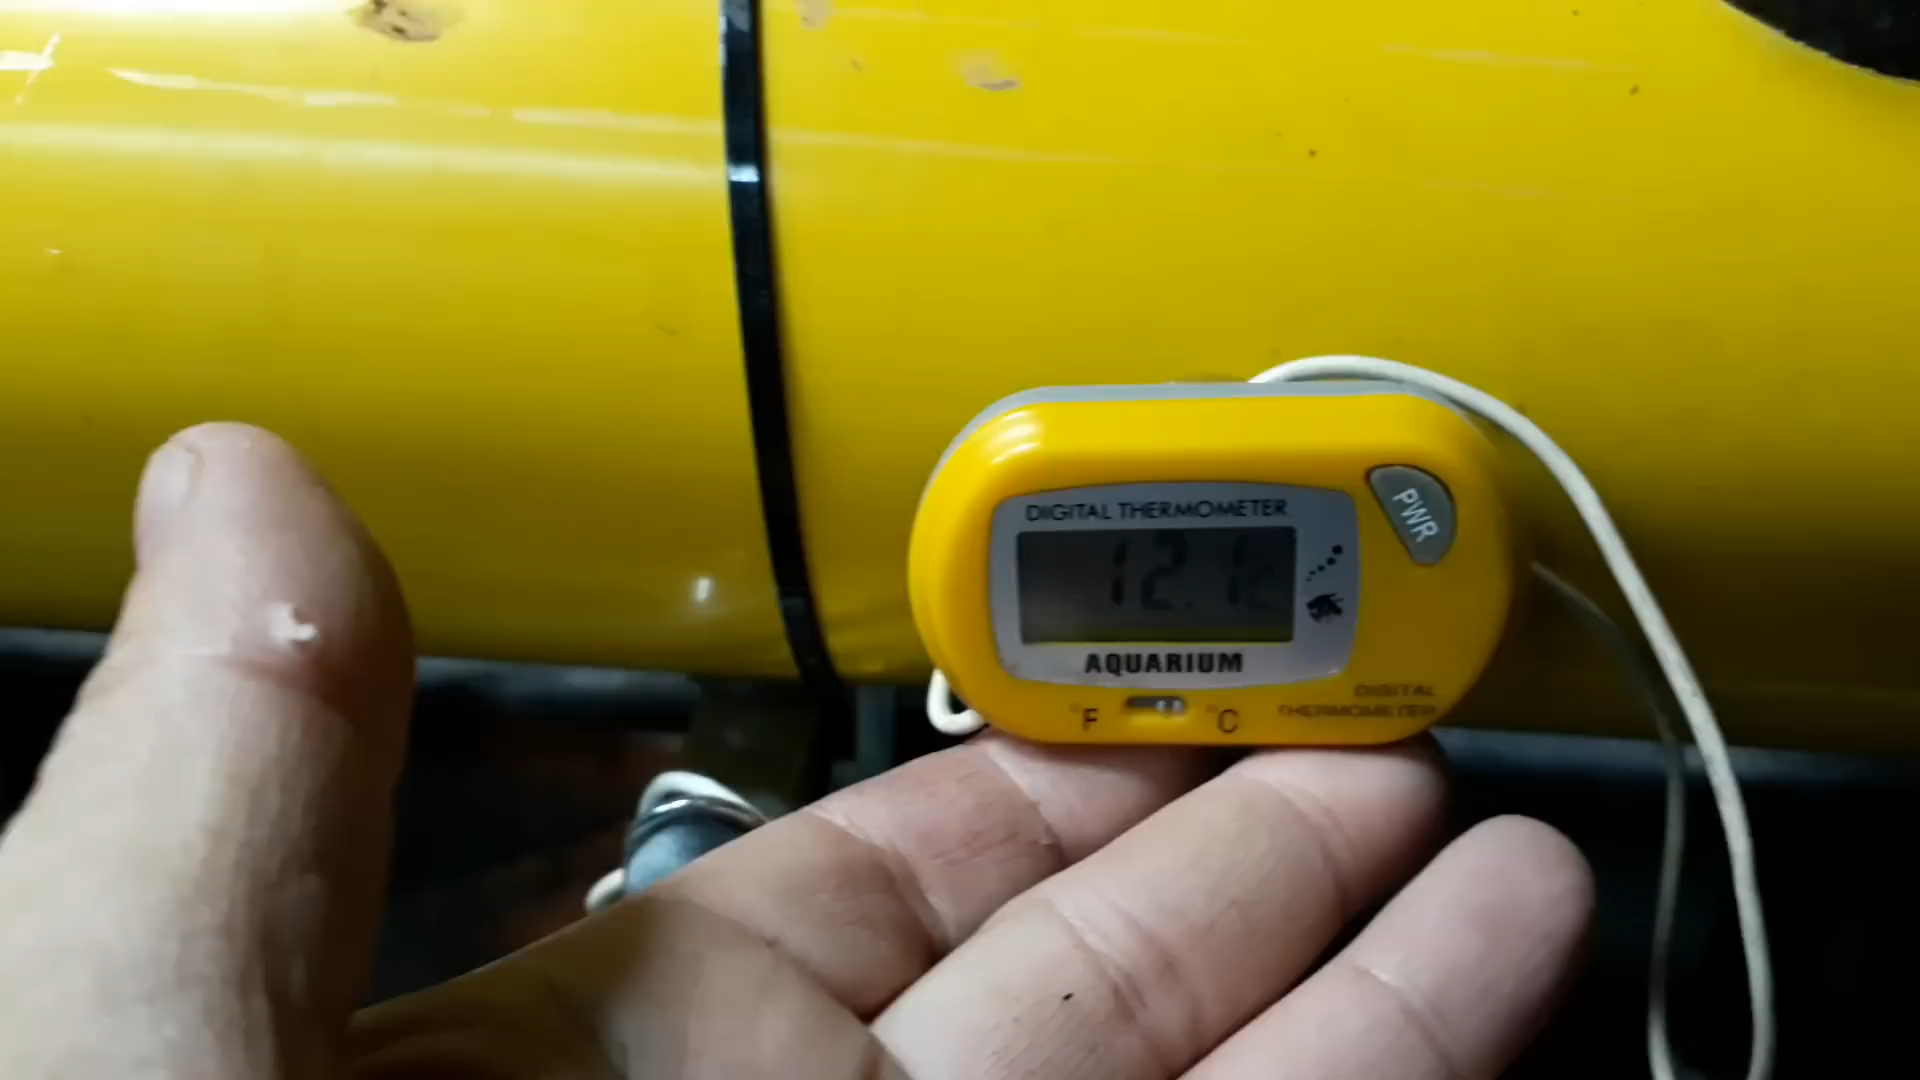 DIGITAL THERMOMETER
PWR
12.1c
AQUARIUM
DIGITAL
THERMOMETER
°F °C